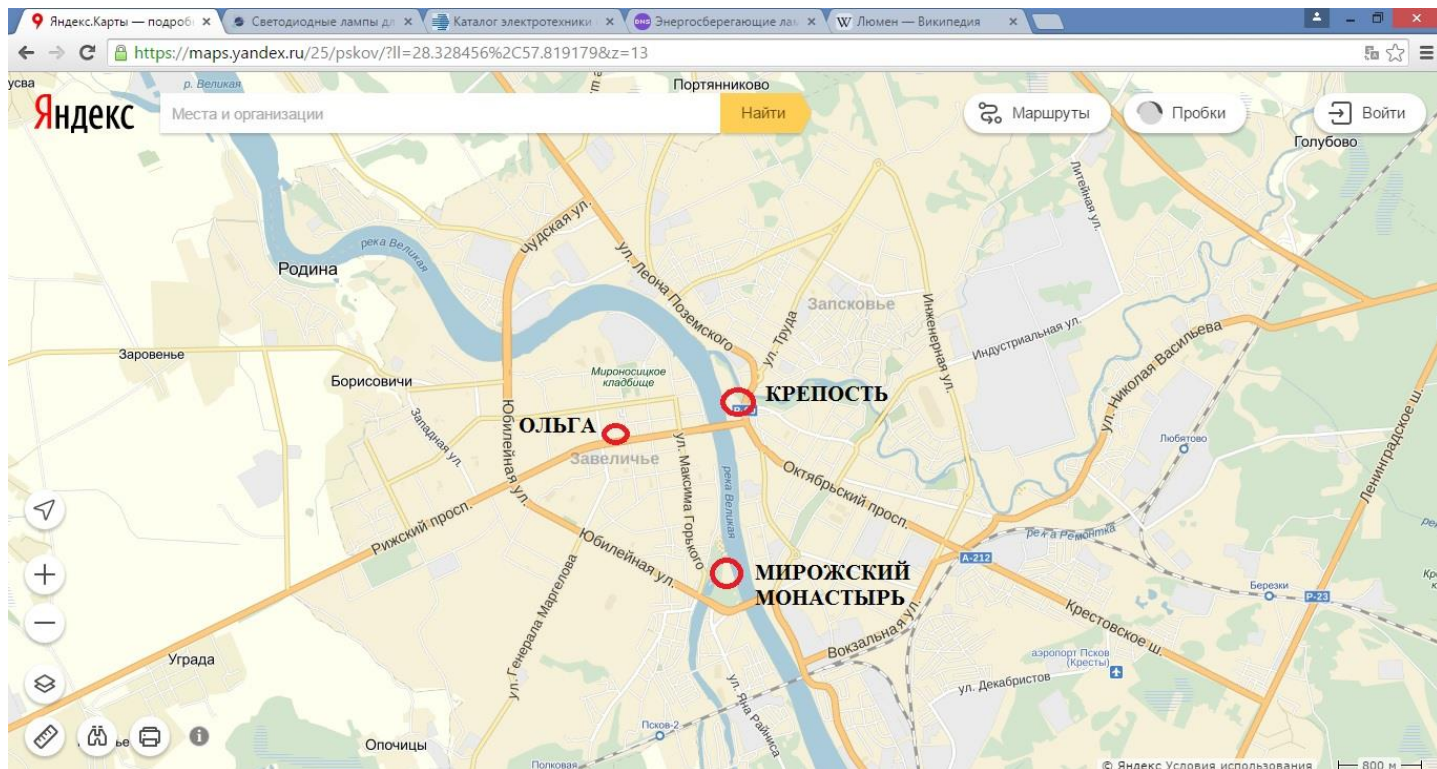 Яндекс.Карты — подроб
Светодиодные лампы дл
Каталог электротехники
DNS
Энергосберегающие лам
W Люмен — Википедия
https://maps.yandex.ru/25/pskov/?ll=28.328456%2C57.819179&z=13
Яндекс
Места и организации
Найти
Маршруты
Пробки
Войти
р. Великая
Портянниково
Голубово
Литейная ул.
Чудская ул.
река Великая
Родина
ул. Леона Поземского
Запсковье
ул. Труда
Инженерная ул.
Индустриальная ул.
ул. Николая Васильева
Заровенье
Борисовичи
Мироносицкое
кладбище
КРЕПОСТЬ
Ленинградское ш.
Западная ул.
Юбилейная ул.
ОЛЬГА
Завеличье
ул. Максима Горького
река Великая
Любятово
Октябрьский просп.
Рижский просп.
Юбилейная ул.
река Ремонтка
А-212
МИРОЖСКИЙ
МОНАСТЫРЬ
Березки
Р-23
ул. Генерала Маргелова
Крестовское ш.
Вокзальная ул.
Уграда
аэропорт Псков
(Кресты)
ул. Декабристов
ул. Яна Райниса
Псков-2
Опочицы
Полковая
© Яндекс Условия использования
800 м